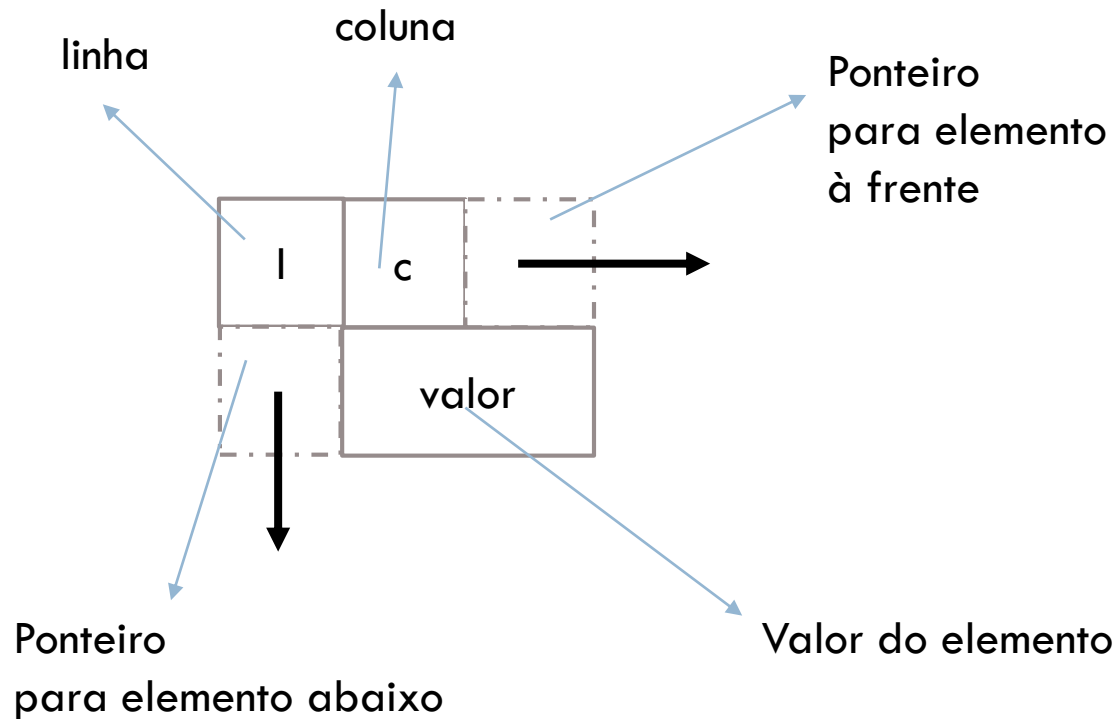 linha
coluna
Ponteiro
para elemento
à frente
l
c
valor
Ponteiro
para elemento abaixo
Valor do elemento